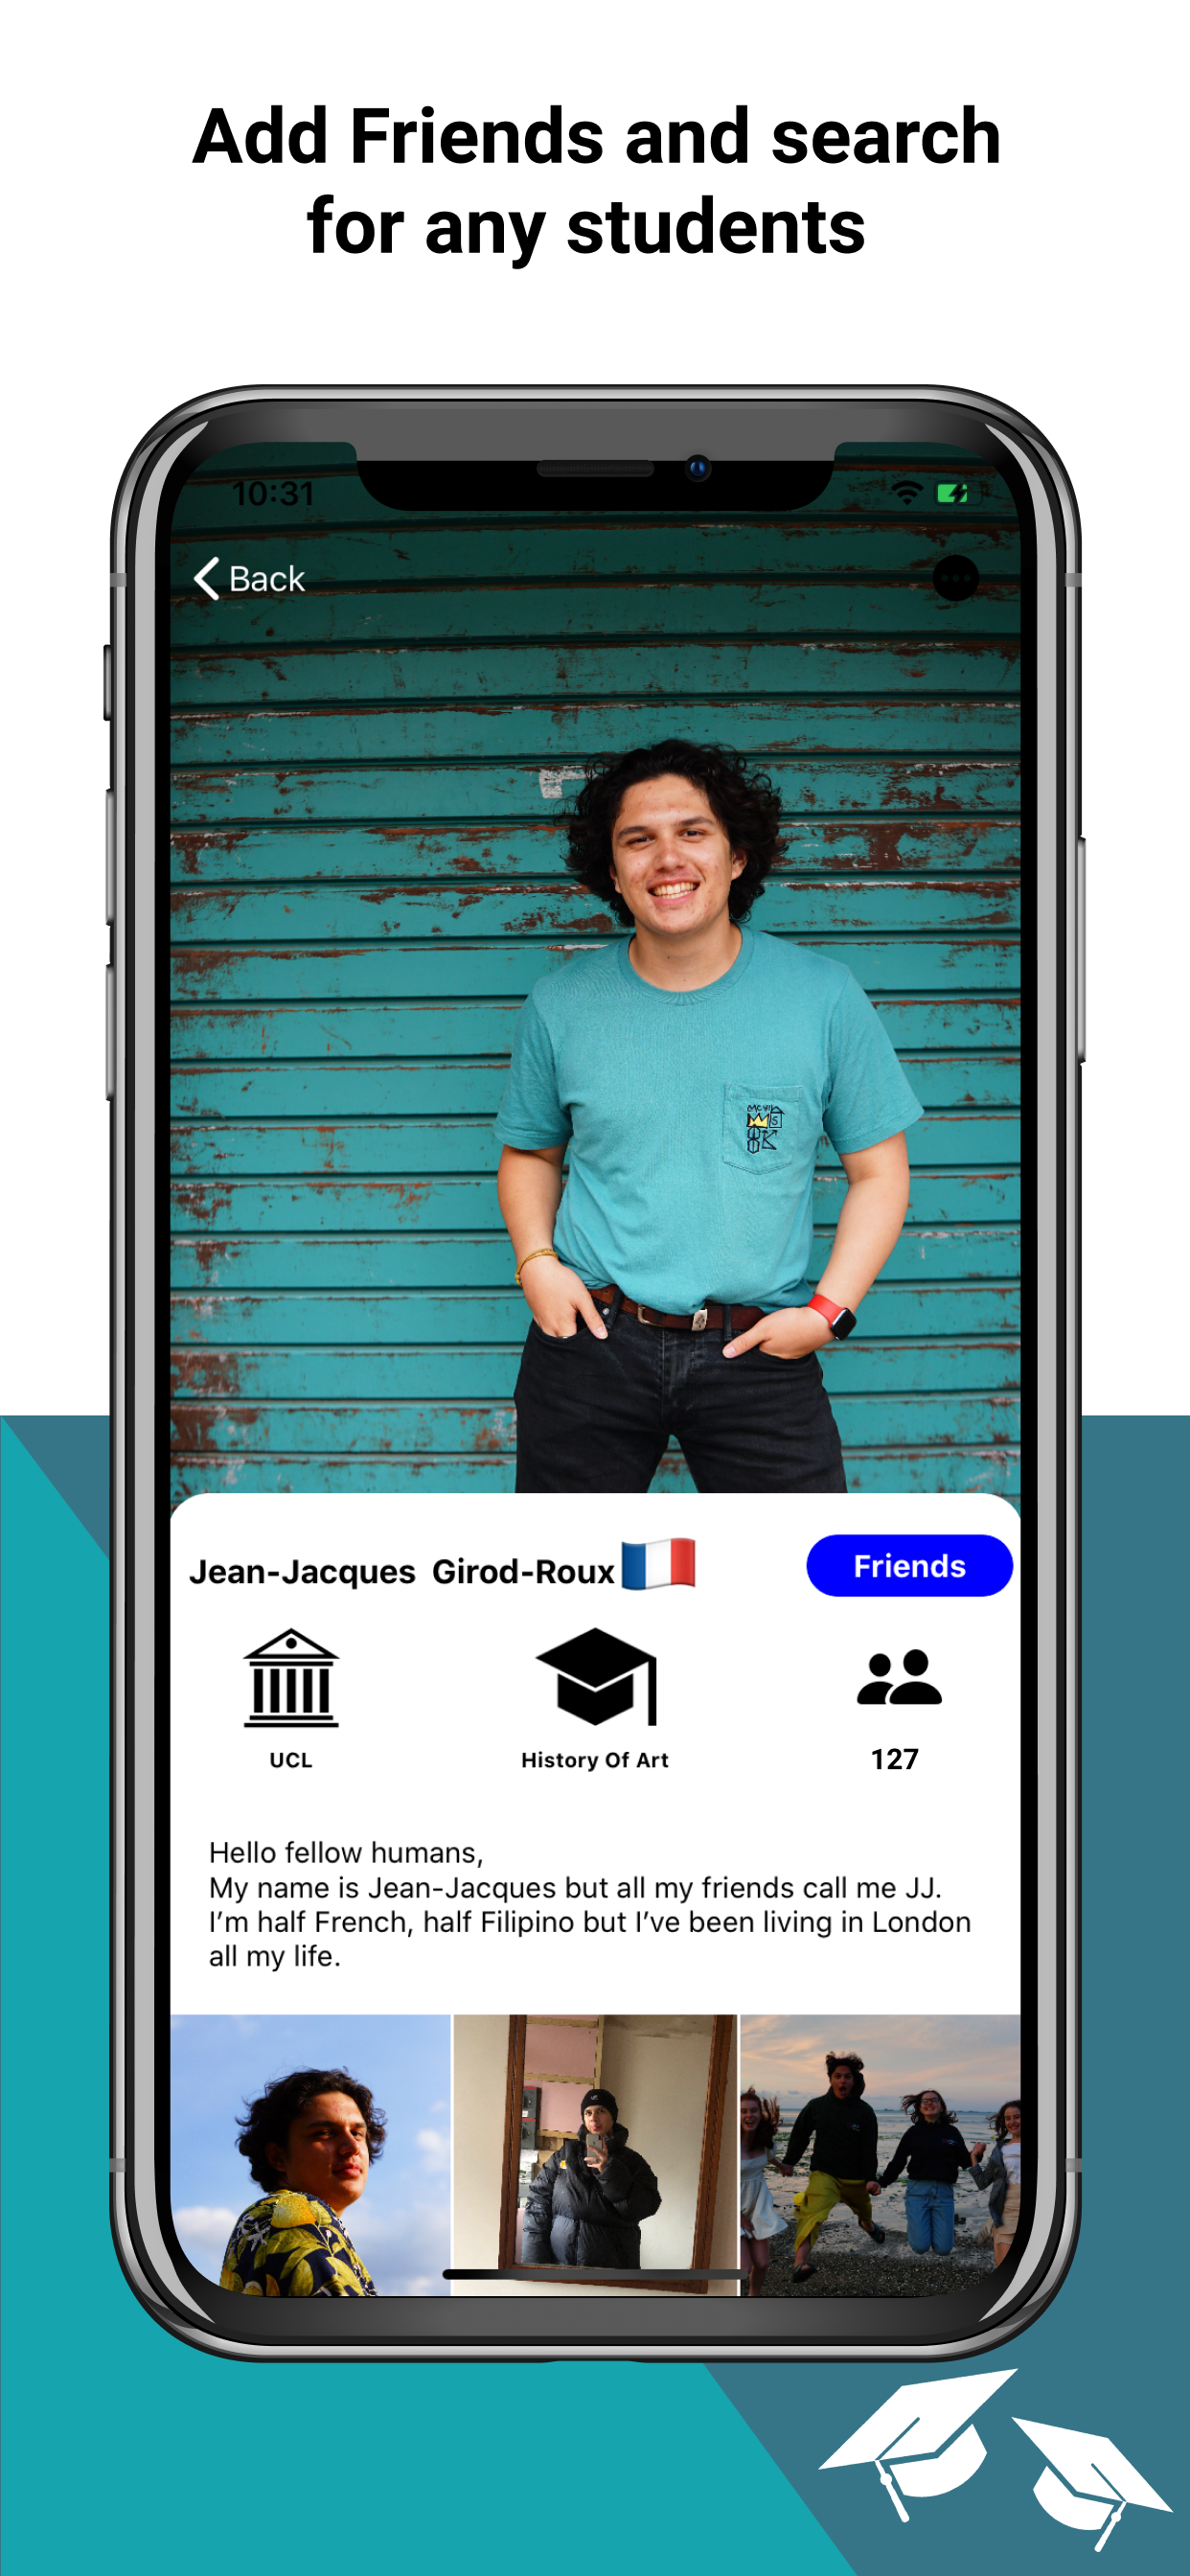 Add Friends and search
for any students
10:31
Back
Jean-Jacques Girod-Roux
Friends
UCL
History Of Art
127
Hello fellow humans,
My name is Jean-Jacques but all my friends call me JJ.
I'm half French, half Filipino but I've been living in London
all my life.